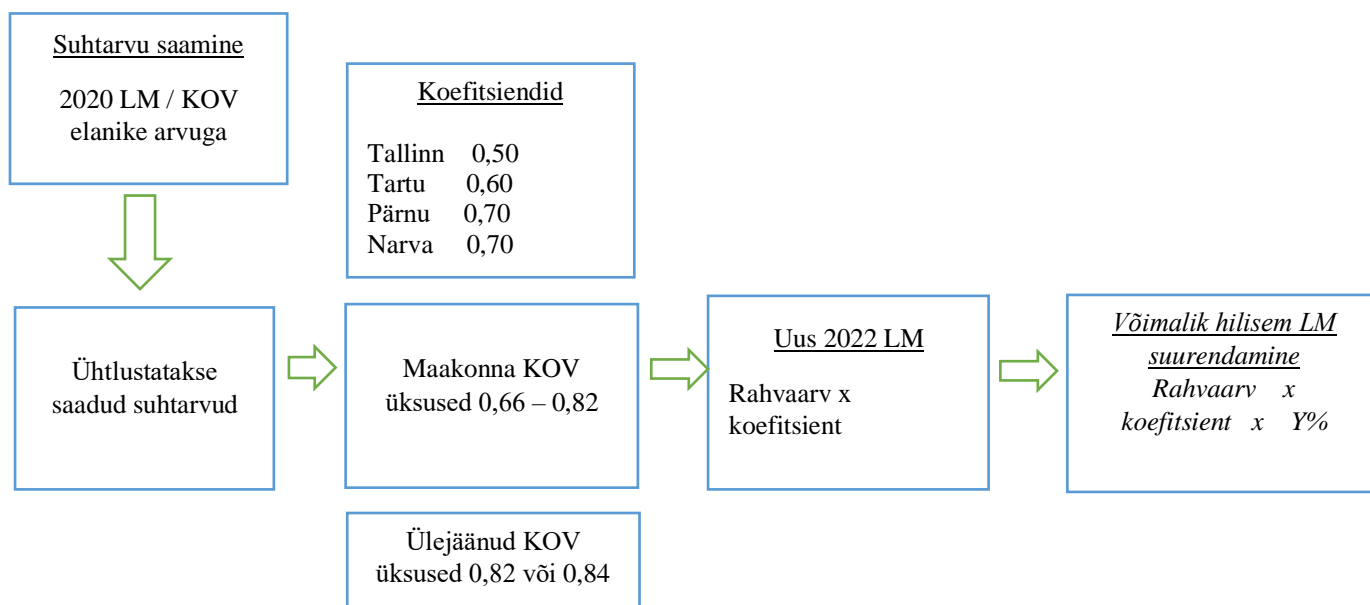 Suhtarvu saamine
2020 LM / KOV
elanike arvuga
Koefitsiendid
Tallinn 0,50
Tartu 0,60
Pärnu 0,70
Narva 0,70
Ühtlustatakse
saadud suhtarvud
Maakonna KOV
üksused 0,66 – 0,82
Uus 2022 LM
Rahvaarv x
koefitsient
Võimalik hilisem LM
suurendamine
Rahvaarv x
koefitsient x Y%
Ülejäänud KOV
üksused 0,82 või 0,84